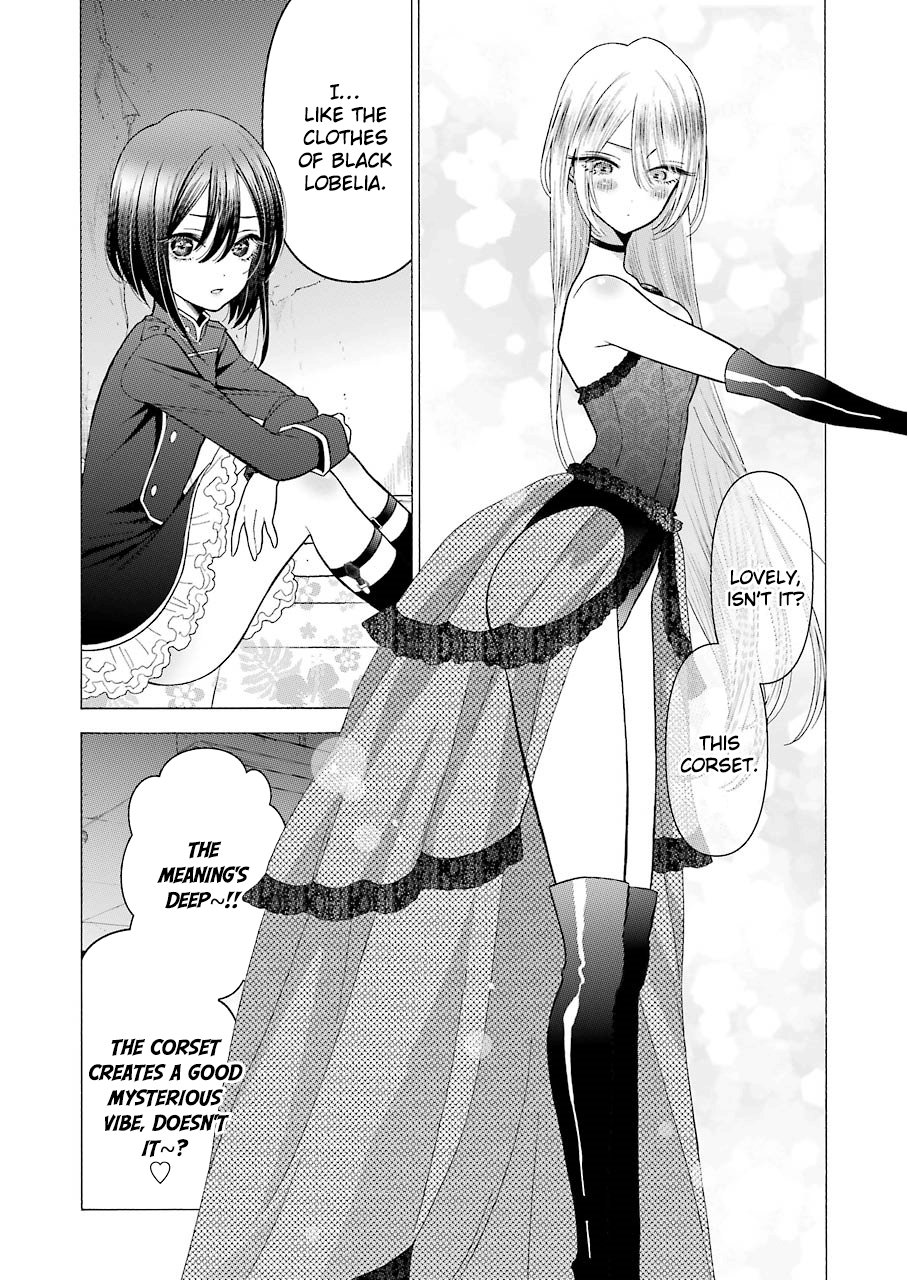 LOVELY,
ISN'T IT?
THIS
CORSET.
I...
LIKE THE
CLOTHES
OF BLACK
LOBELIA.
THE
MEANING'S
DEEP~!!
THE CORSET
CREATES A GOOD
MYSTERIOUS
VIBE, DOESN'T
IT~?
♡